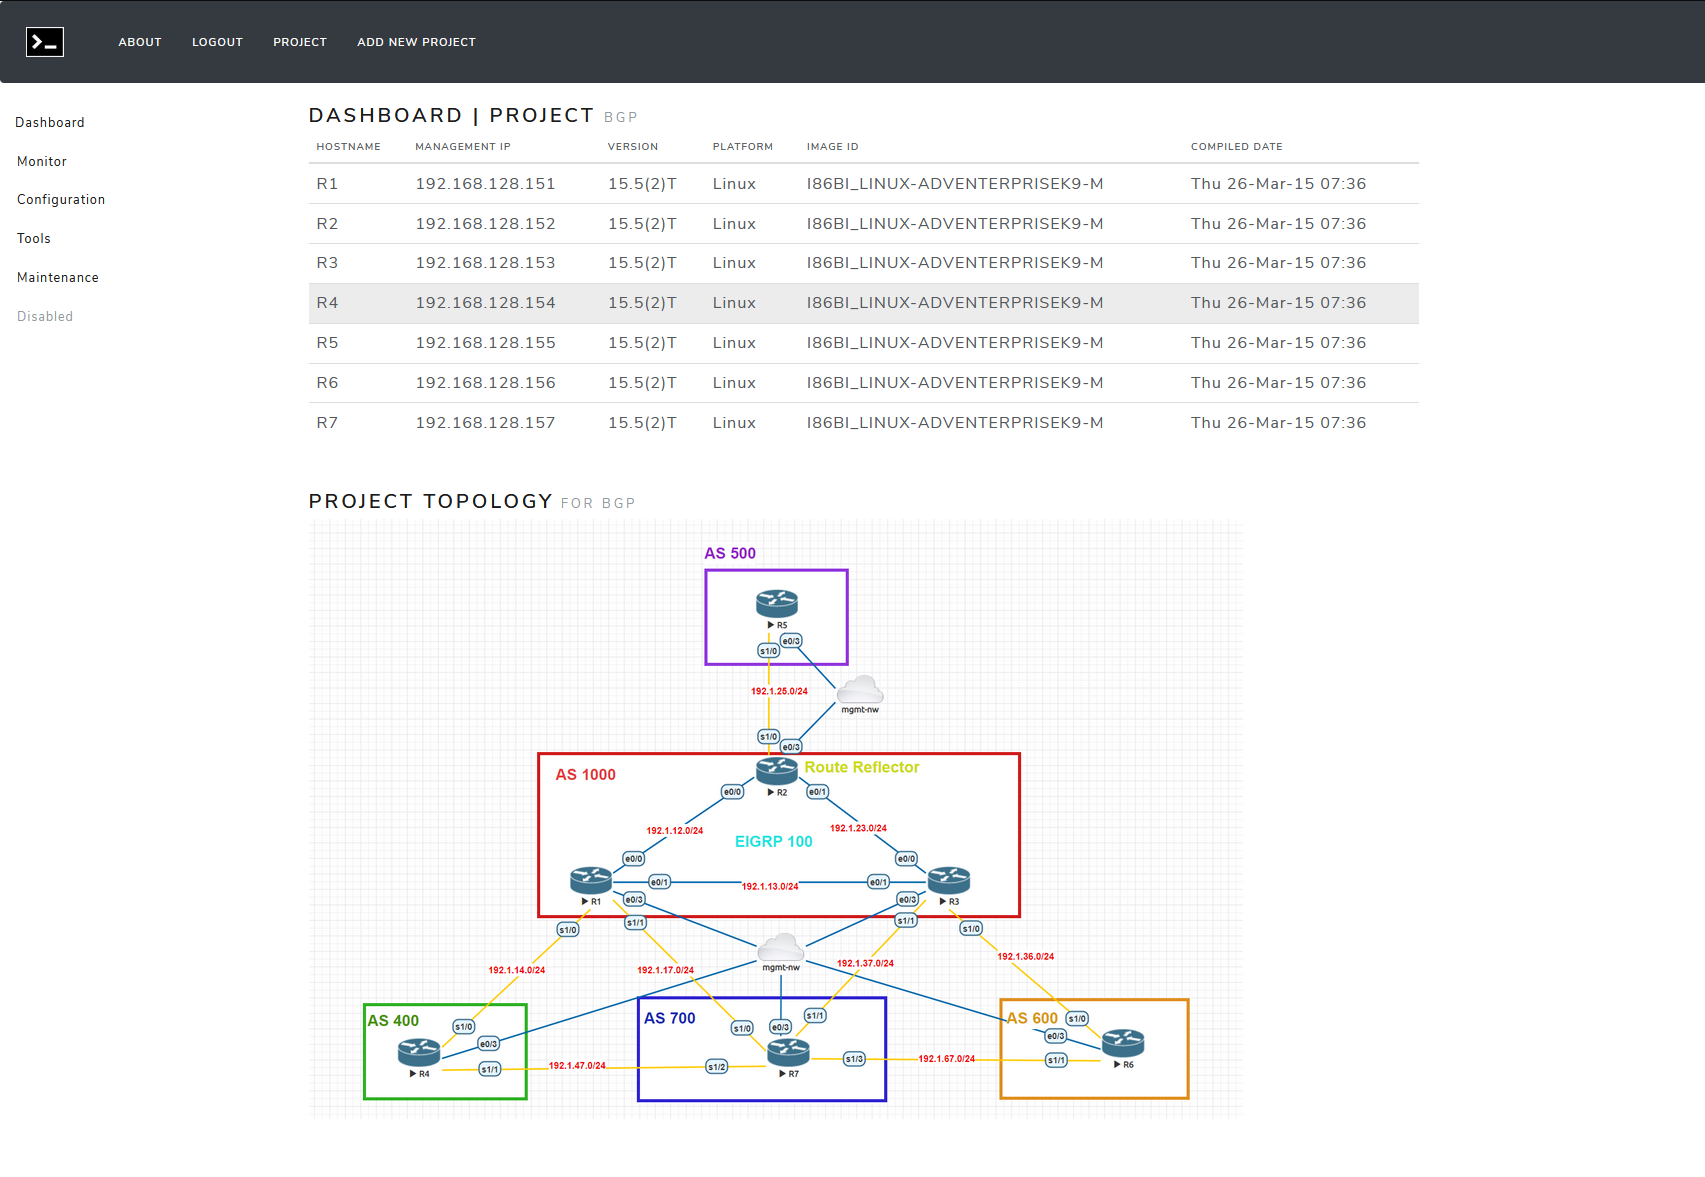 ABOUT LOGOUT PROJECT ADD NEW PROJECT
Dashboard
Monitor
Configuration
Tools
Maintenance
Disabled
DASHBOARD | PROJECT BGP
HOSTNAME MANAGEMENT IP VERSION PLATFORM IMAGE ID COMPILED DATE
R1 192.168.128.151 15.5(2)T Linux I86BI_LINUX-ADVENTERPRISEK9-M Thu 26-Mar-15 07:36
R2 192.168.128.152 15.5(2)T Linux I86BI_LINUX-ADVENTERPRISEK9-M Thu 26-Mar-15 07:36
R3 192.168.128.153 15.5(2)T Linux I86BI_LINUX-ADVENTERPRISEK9-M Thu 26-Mar-15 07:36
R4 192.168.128.154 15.5(2)T Linux I86BI_LINUX-ADVENTERPRISEK9-M Thu 26-Mar-15 07:36
R5 192.168.128.155 15.5(2)T Linux I86BI_LINUX-ADVENTERPRISEK9-M Thu 26-Mar-15 07:36
R6 192.168.128.156 15.5(2)T Linux I86BI_LINUX-ADVENTERPRISEK9-M Thu 26-Mar-15 07:36
R7 192.168.128.157 15.5(2)T Linux I86BI_LINUX-ADVENTERPRISEK9-M Thu 26-Mar-15 07:36
PROJECT TOPOLOGY FOR BGP
AS 500
R5
e0/3
s1/0
192.1.25.0/24
mgmt-nw
s1/0
e0/3
AS 1000
Route Reflector
R2
e0/0
e0/1
192.1.12.0/24
192.1.23.0/24
EIGRP 100
e0/0
e0/0
e0/1
192.1.13.0/24
e0/1
R1
e0/3
e0/3
R3
s1/0
s1/1
s1/1
s1/0
192.1.14.0/24
192.1.17.0/24
mgmt-nw
192.1.37.0/24
192.1.36.0/24
AS 400
AS 700
AS 600
s1/0
e0/3
s1/1
R4
192.1.47.0/24
s1/0
e0/3
s1/1
s1/2
R7
s1/3
192.1.67.0/24
s1/0
e0/3
s1/1
R6